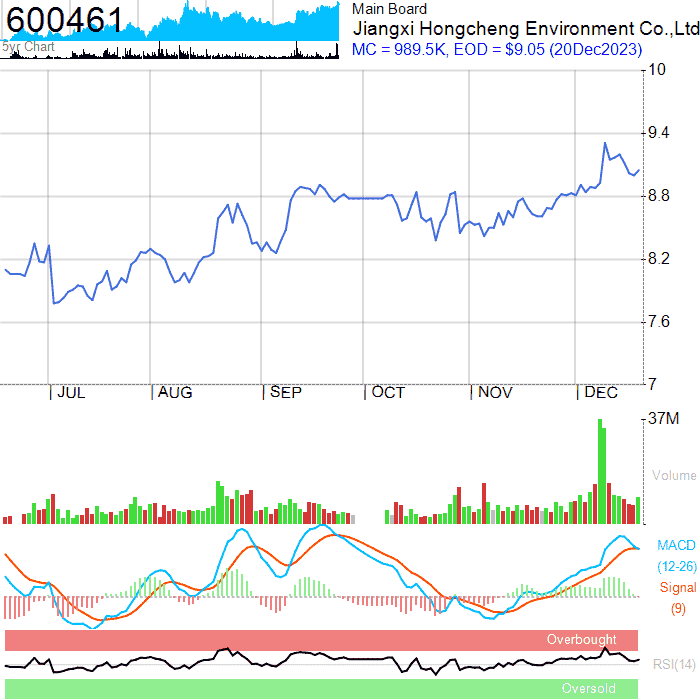 600461
5yr Chart
Main Board
Jiangxi Hongcheng Environment Co.,Ltd
MC = 989.5K, EOD = $9.05 (20Dec2023)
10
9.4
8.8
8.2
7.6
7
JUL
AUG
SEP
OCT
NOV
DEC
37M
Volume
MACD
(12-26)
Signal
(9)
Overbought
RSI(14)
Oversold